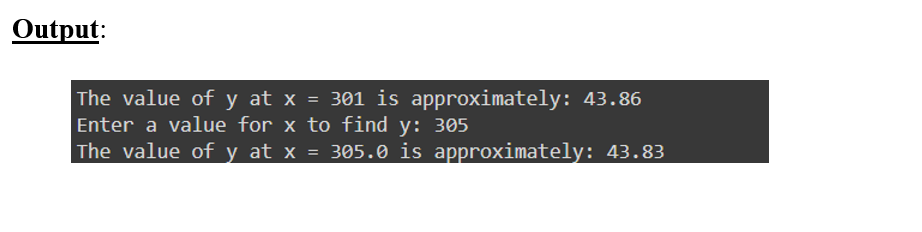 Output:
The value of y at x = 301 is approximately: 43.86
Enter a value for x to find y: 305
The value of y at x = 305.0 is approximately: 43.83